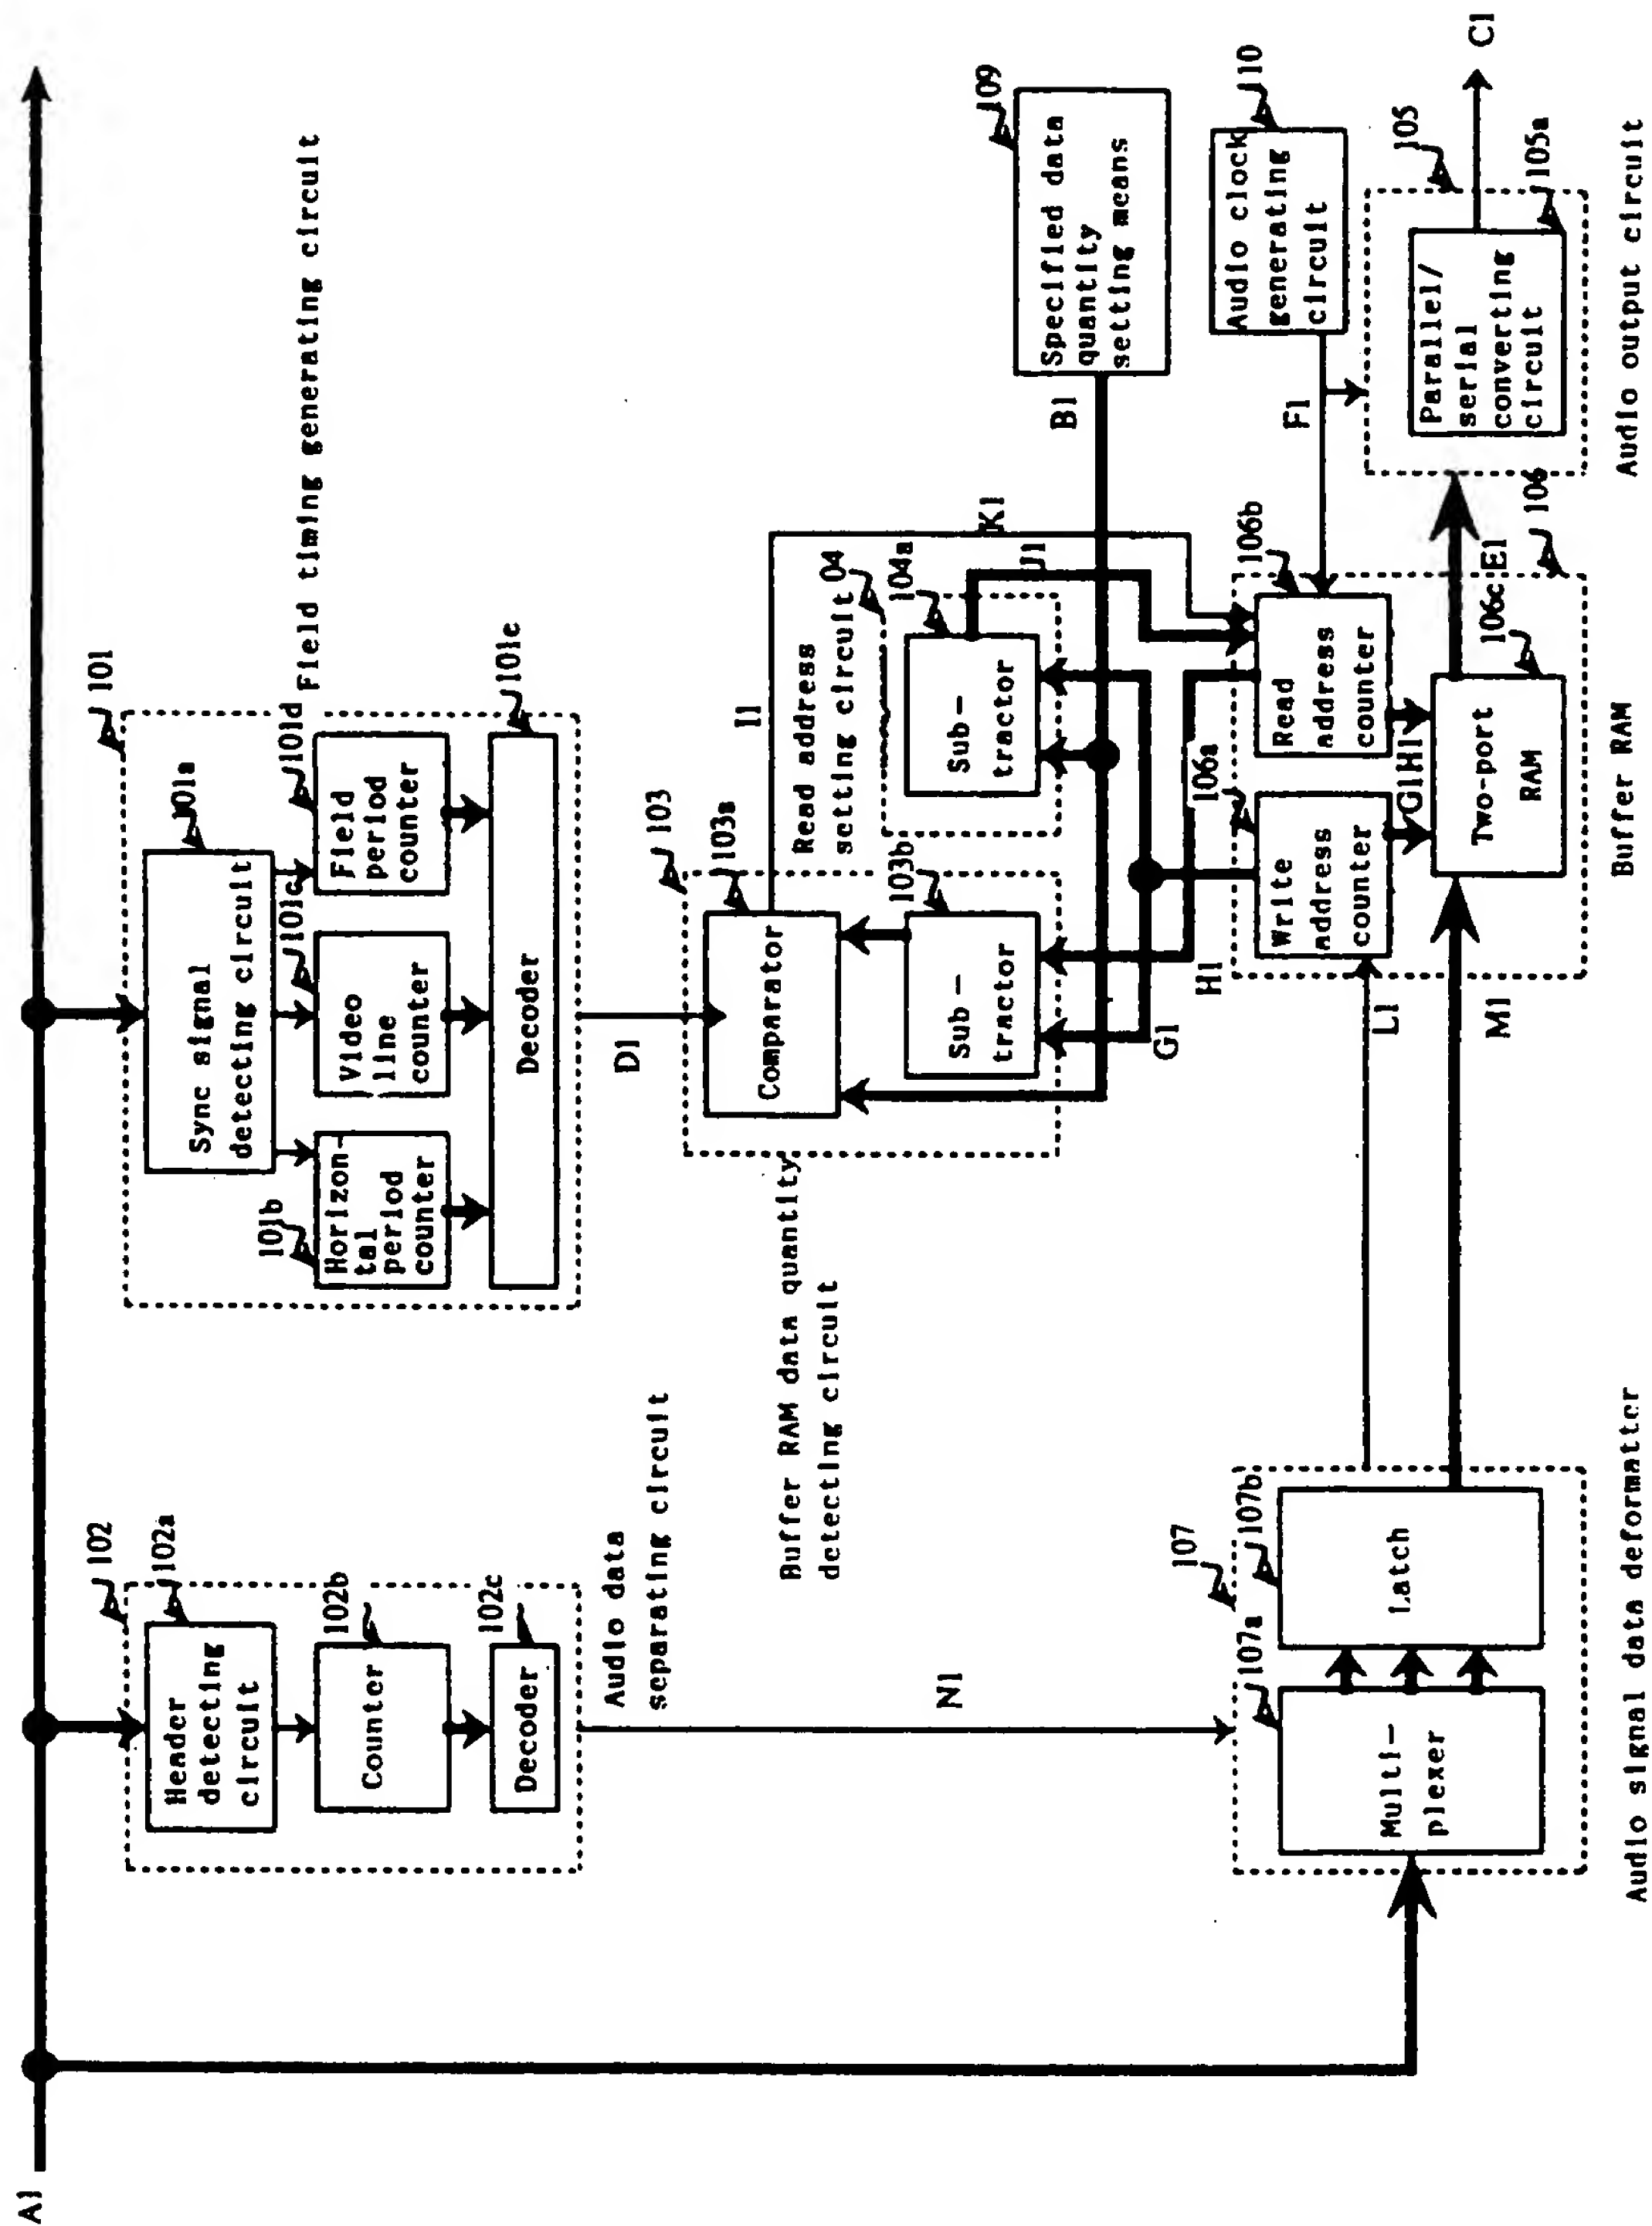 A1
102
102a
Header
detecting
circuit
102b
Counter
102c
Decoder
Audio data
separating circuit
N1
101
101a
Sync signal
detecting circuit
101b
Horizon-
tal
period
counter
101c
Video
line
counter
101d
Field
period
counter
Field timing generating circuit
101e
Decoder
D1
103
103a
Comparator
I1
103b
Sub-
tractor
Buffer RAM data quantity
detecting circuit
Read address
setting circuit
04
104a
Sub-
tractor
J1
K1
B1
109
Specified data
quantity
setting means
G1
H1
110
Audio clock
generating
circuit
F1
107
107a
Multi-
plexer
107b
Latch
Audio signal data deformatter
L1
M1
106a
Write
address
counter
106b
Read
address
counter
G1
H1
106c
Two-port
RAM
E1
106
Buffer RAM
105
105a
Parallel/
serial
converting
circuit
C1
Audio output circuit